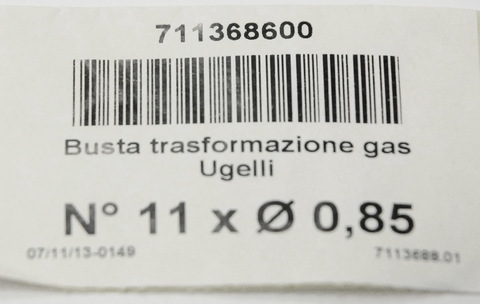 711368600
Busta trasformazione gas
Ugelli
N° 11 x Ø 0,85
07/11/13-0149 7113688.01